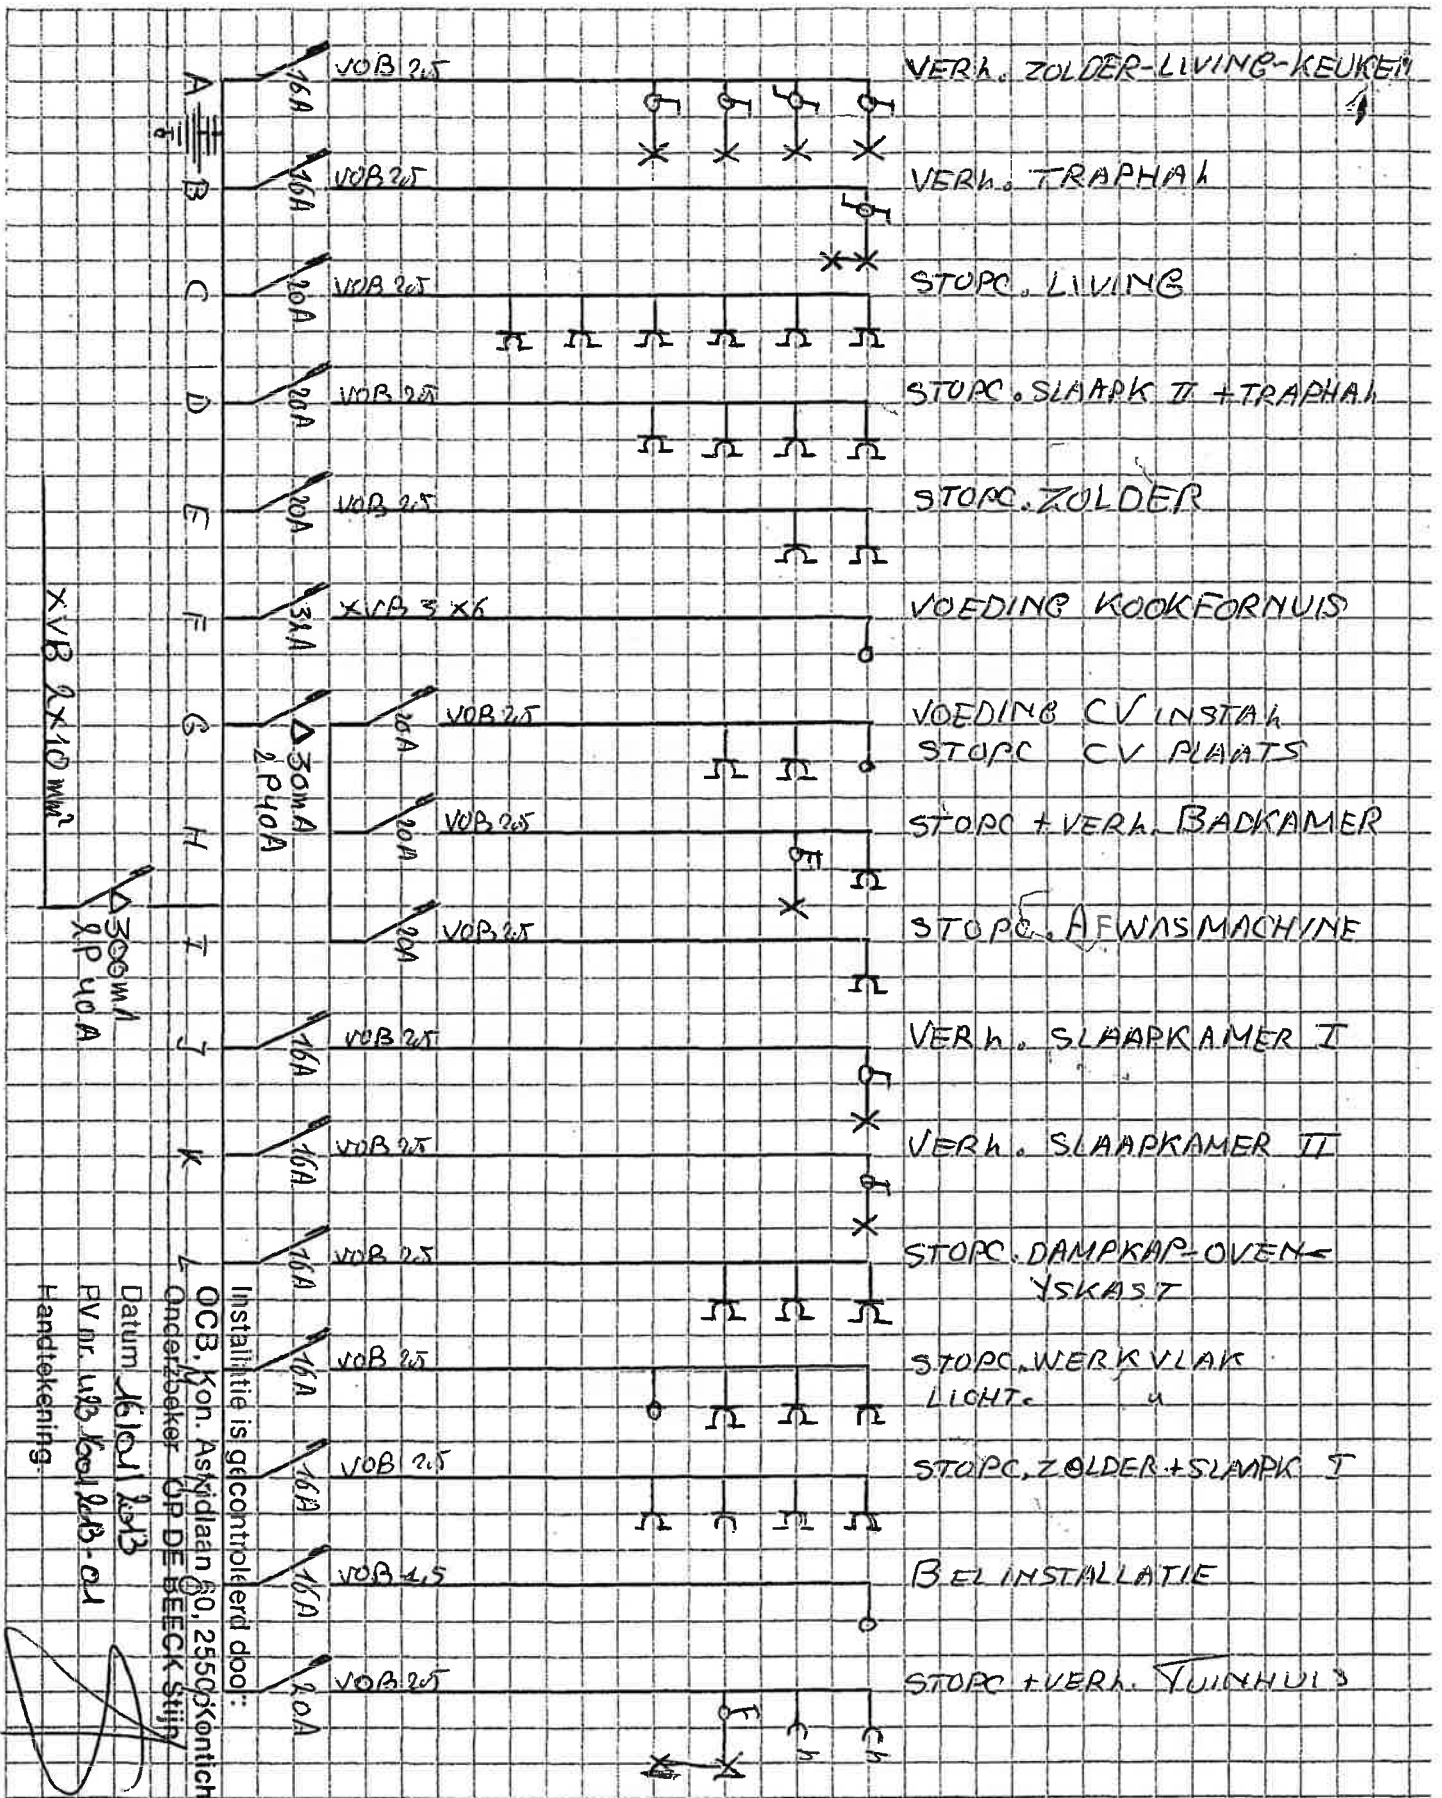 A
16A
VOB 2,5
VERL. ZOLDER-LIVING-KEUKEN
B
16A
VOB 2,5
VERL. TRAPHAL
C
20A
VOB 2,5
STOPC. LIVING
D
20A
VOB 2,5
STOPC. SLAAPK II + TRAPHAL
E
20A
VOB 2,5
STOPC. ZOLDER
F
32A
XVB 3 X6
VOEDING KOOKFORNUIS
G
Δ 30mA
2P40A
20A
VOB 2,5
VOEDING CV INSTAL
STOPC CV PLAATS
H
20A
VOB 2,5
STOPC + VERL. BADKAMER
XVB 2x10mm²
Δ 300mA
2P 40A
I
20A
VOB 2,5
STOPC. AFWASMACHINE
J
16A
VOB 2,5
VERL. SLAAPKAMER I
K
16A
VOB 2,5
VERL. SLAAPKAMER II
L
16A
VOB 2,5
STOPC. DAMPKAP-OVEN-
YSKAST
16A
VOB 2,5
STOPC. WERKVLAK
LICHT. "
16A
VOB 2,5
STOPC. ZOLDER + SLAAPK I
16A
VOB 1,5
BELINSTALLATIE
20A
VOB 2,5
STOPC + VERL. TUINHUIS
Installatie is gecontroleerd door:
OCB, Kon. Astridlaan 60, 2550 Kontich
Onderzoeker OP DE BEECK Stijn
Datum 16/01/2013
PV nr.
Handtekening: